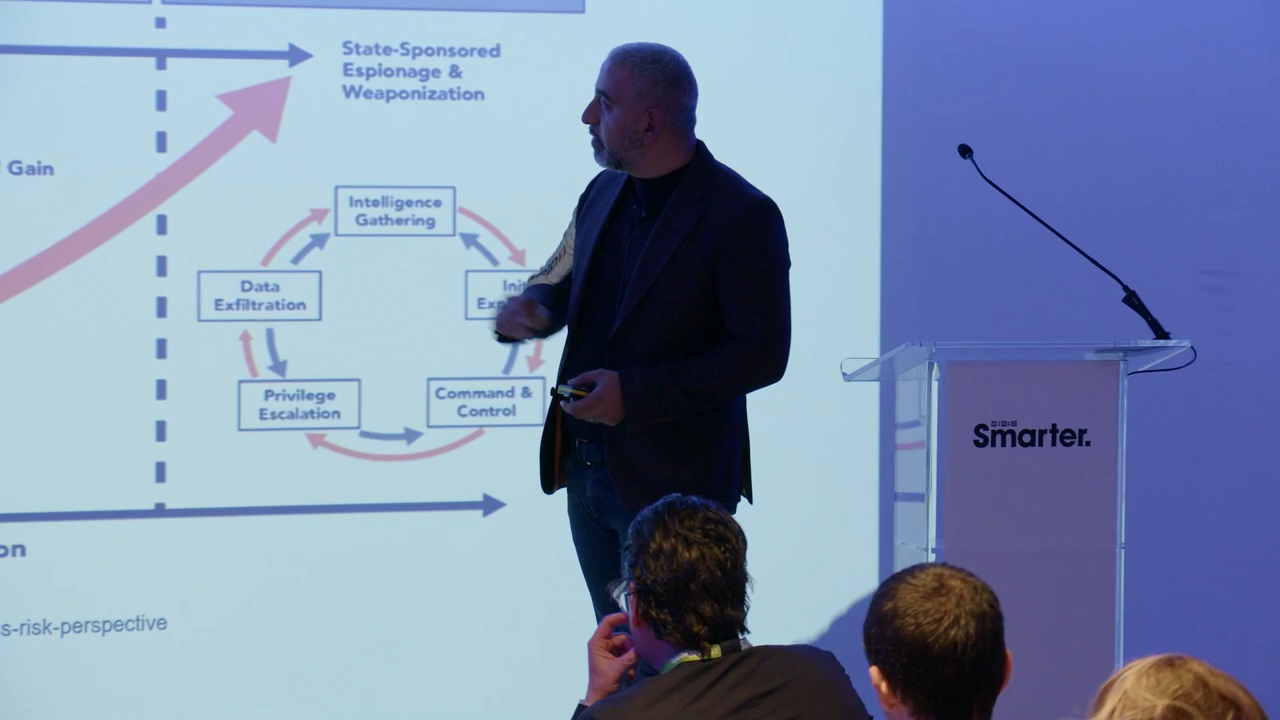 State-Sponsored
Espionage &
Weaponization
Gain
Intelligence
Gathering
Data
Exfiltration
Privilege
Escalation
Command &
Control
on
s-risk-perspective
Smarter.